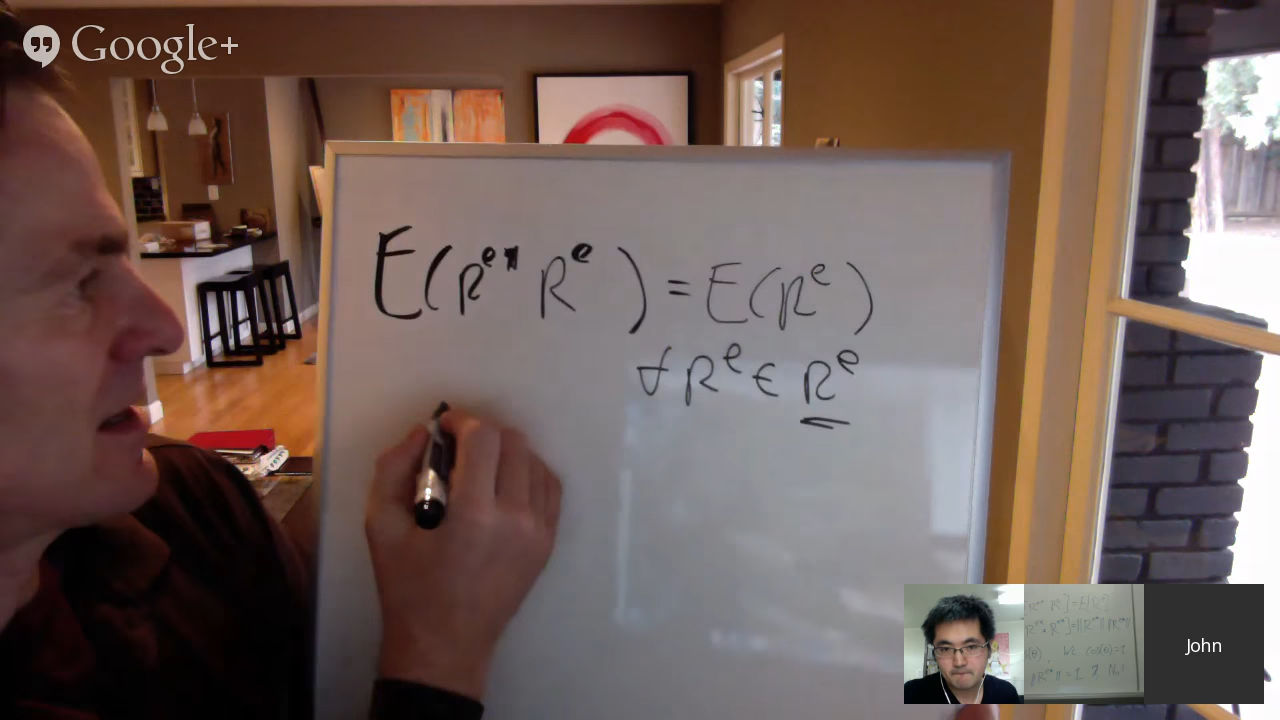 Google+
E(R^e* R^e) = E(R^e)
∀ R^e ∈ R^e
John